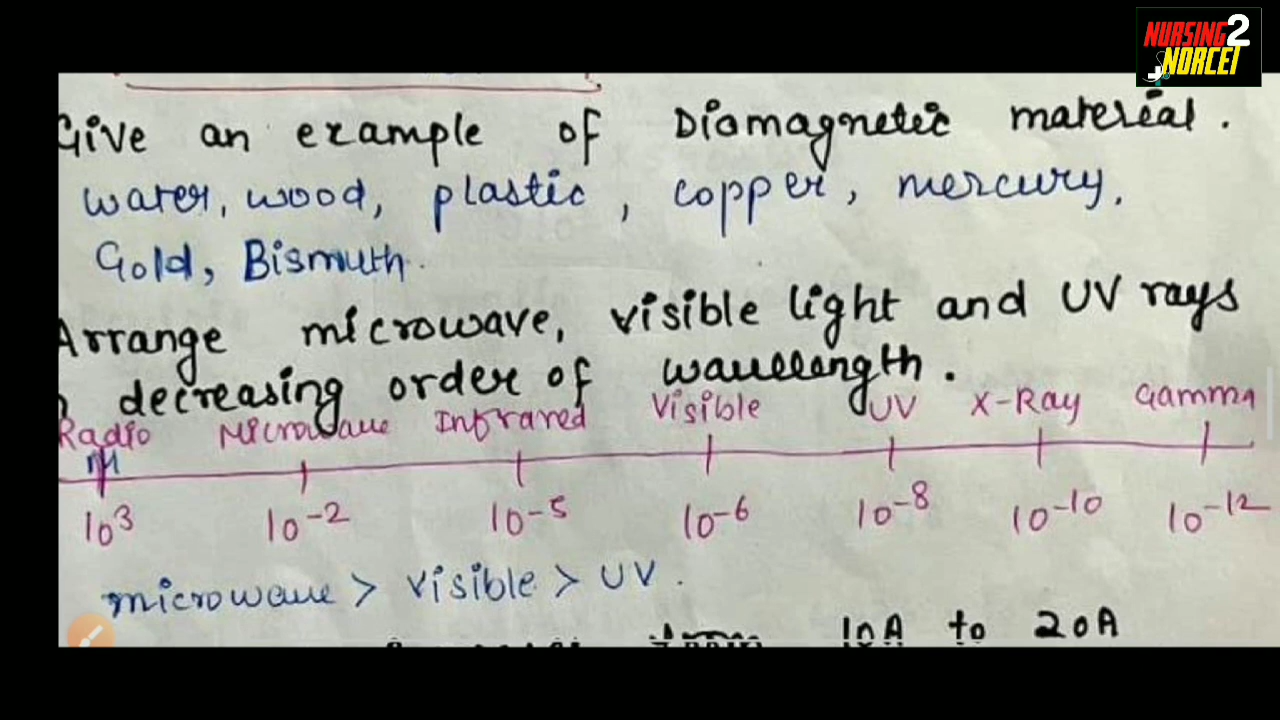 NURSING 2
NORCET
Give an example of Diamagnetic material.
water, wood, plastic, copper, mercury,
Gold, Bismuth.
Arrange microwave, visible light and UV rays
decreasing order of wavelength.
Radio Microwave Infrared Visible UV X-Ray Gamma
10³ 10⁻² 10⁻⁵ 10⁻⁶ 10⁻⁸ 10⁻¹⁰ 10⁻¹²
microwave > visible > UV.
10A to 20A